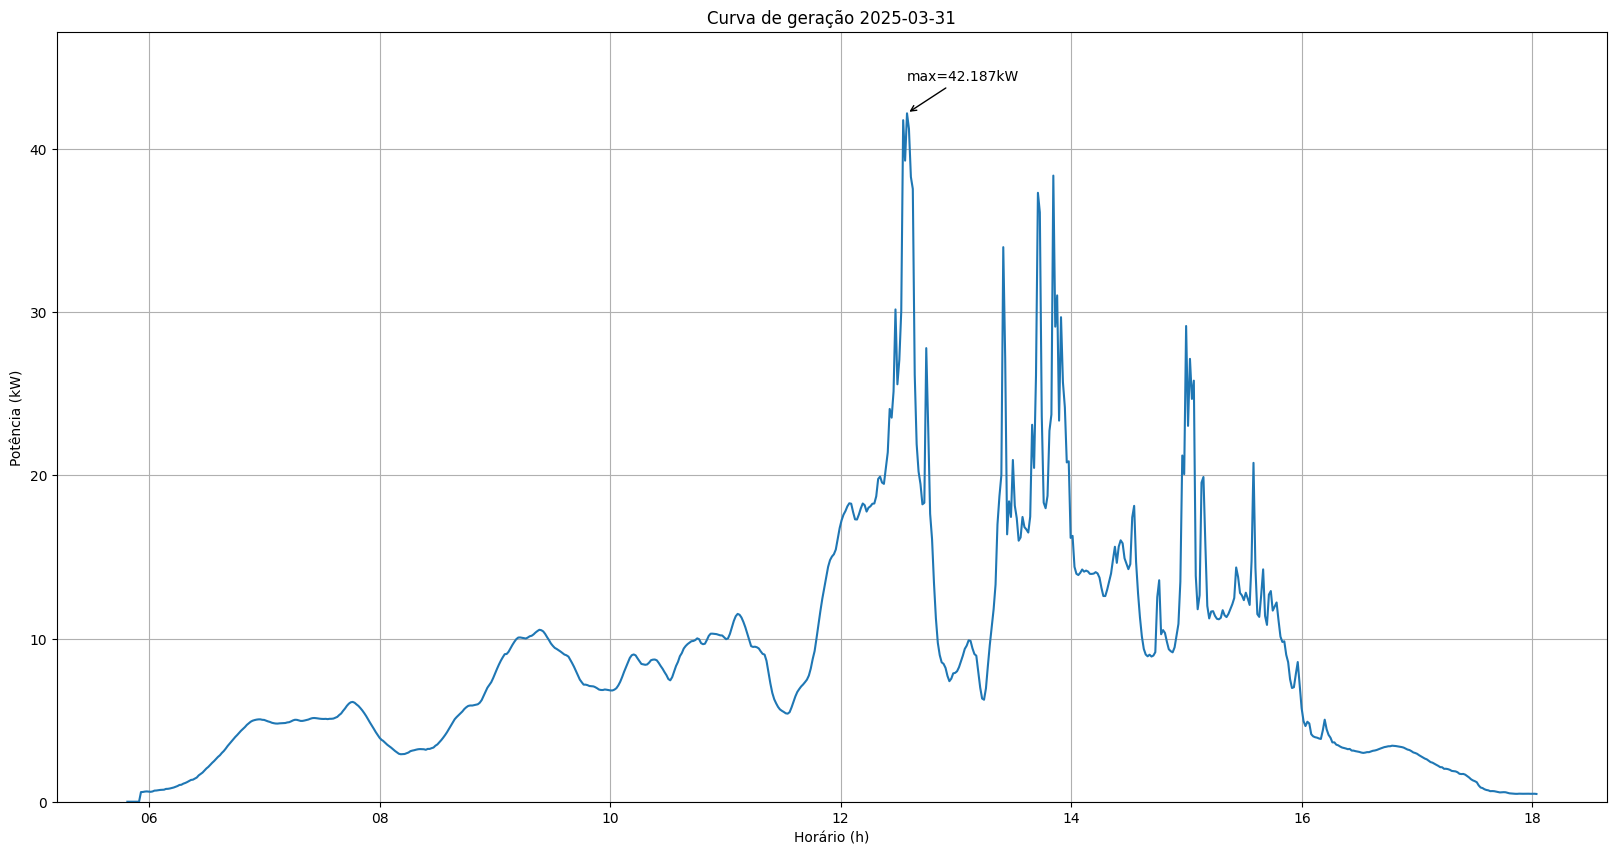 Curva de geração 2025-03-31
max=42.187kW
Potência (kW)
40
30
20
10
0
06 08 10 12 14 16 18
Horário (h)